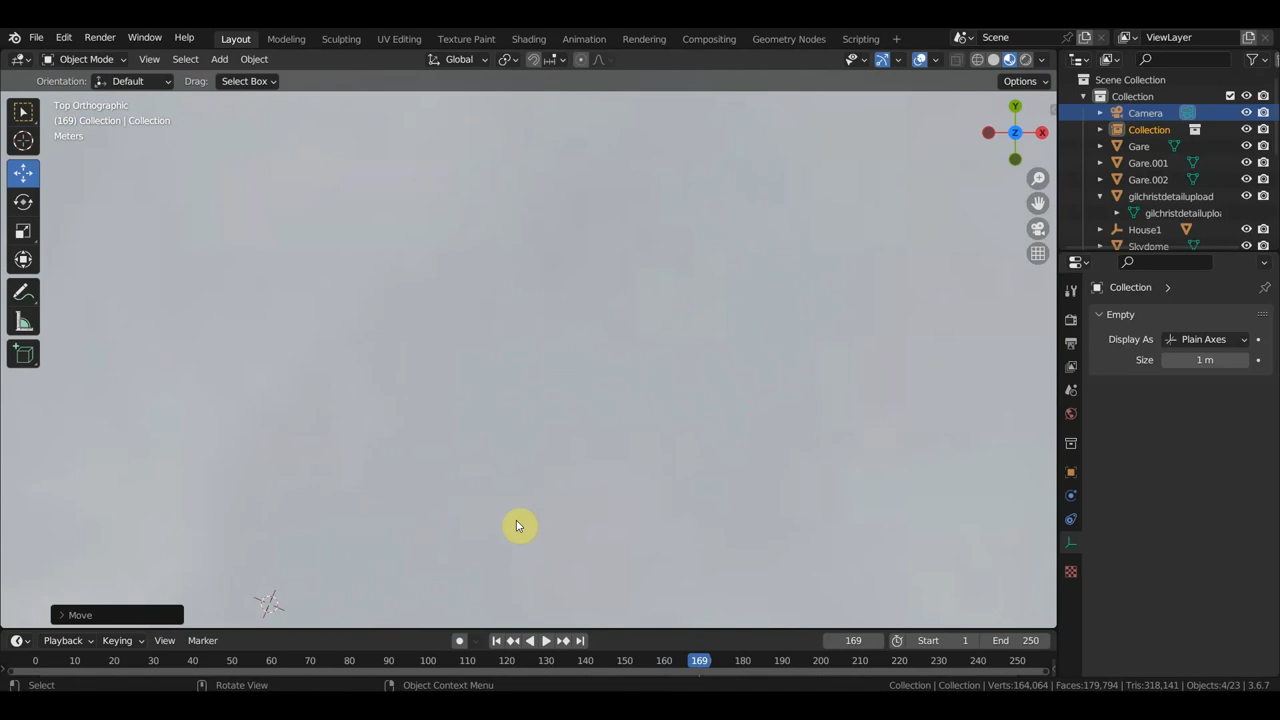 File Edit Render Window Help Layout Modeling Sculpting UV Editing Texture Paint Shading Animation Rendering Compositing Geometry Nodes Scripting + Scene ViewLayer
Object Mode View Select Add Object Global
Orientation: Default Drag: Select Box Options
Top Orthographic
(169) Collection | Collection
Meters
Y
X
Z
Scene Collection
Collection
Camera
Collection
Gare
Gare.001
Gare.002
gilchristdetailupload
gilchristdetailuplo
House1
Skydome
Collection
Empty
Display As Plain Axes
Size 1 m
Move
Playback Keying View Marker 169 Start 1 End 250
0 10 20 30 40 50 60 70 80 90 100 110 120 130 140 150 160 169 180 190 200 210 220 230 240 250
Select Rotate View Object Context Menu Collection | Collection | Verts:164,064 | Faces:179,794 | Tris:318,141 | Objects:4/23 | 3.6.7